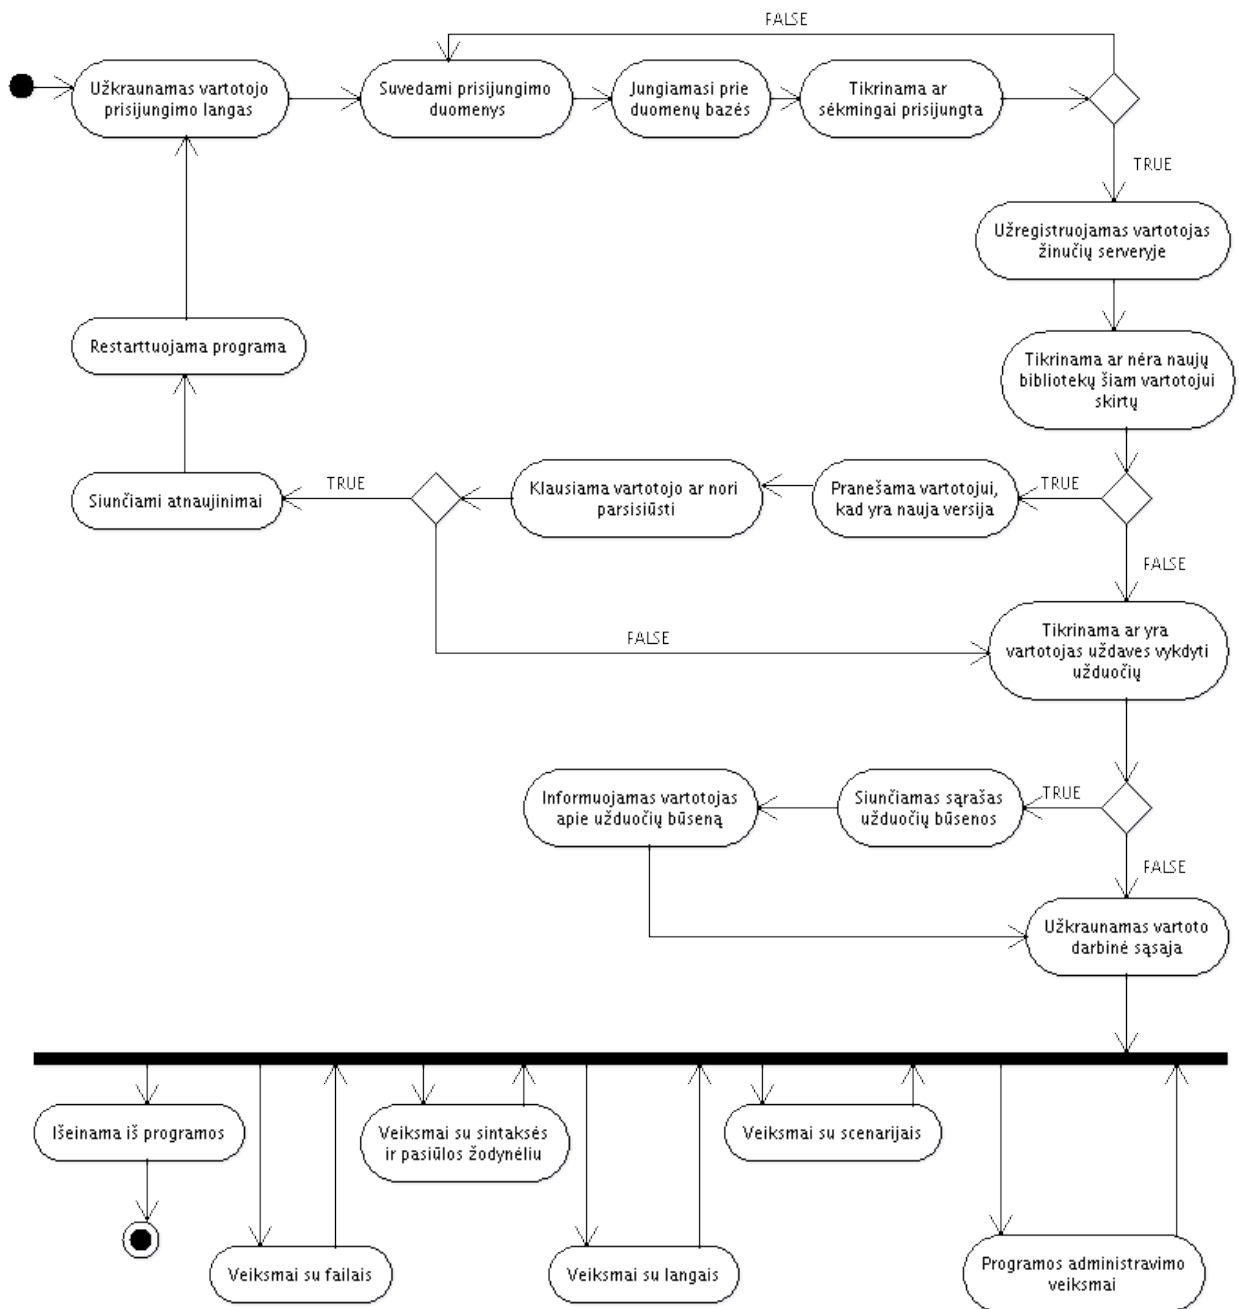 FALSE
Užkraunamas vartotojo
prisijungimo langas
Suvedami prisijungimo
duomenys
Jungiamasi prie
duomenų bazės
Tikrinama ar
sėkmingai prisijungta
TRUE
Užregistruojamas vartotojas
žinučių serveryje
Restarttuojama programa
Tikrinama ar nėra naujų
bibliotekų šiam vartotojui
skirtų
Siunčiami atnaujinimai
TRUE
Klausiama vartotojo ar nori
parsisiūsti
Pranešama vartotojui,
kad yra nauja versija
TRUE
FALSE
FALSE
Tikrinama ar yra
vartotojas uždaves vykdyti
užduočių
Informuojamas vartotojas
apie užduočių būseną
Siunčiamas sąrašas
užduočių būsenos
TRUE
FALSE
Užkraunamas vartoto
darbinė sąsaja
Išeinama iš programos
Veiksmai su sintaksės
ir pasiūlos žodynėliu
Veiksmai su scenarijais
Veiksmai su failais
Veiksmai su langais
Programos administravimo
veiksmai